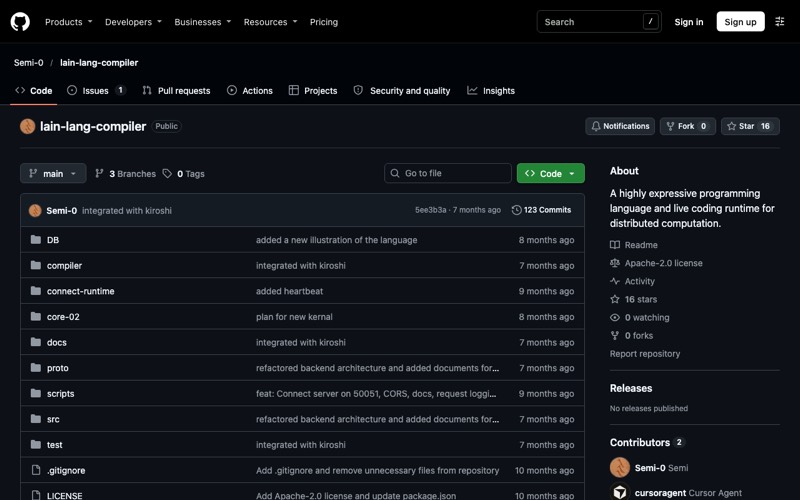 Products Developers Businesses Resources Pricing Search / Sign in Sign up
Semi-0 / lain-lang-compiler
Code Issues 1 Pull requests Actions Projects Security and quality Insights
lain-lang-compiler Public Notifications Fork 0 Star 16
main 3 Branches 0 Tags Go to file Code
Semi-0 integrated with kiroshi 5ee3b3a · 7 months ago 123 Commits
DB added a new illustration of the language 8 months ago
compiler integrated with kiroshi 7 months ago
connect-runtime added heartbeat 9 months ago
core-02 plan for new kernal 8 months ago
docs integrated with kiroshi 7 months ago
proto refactored backend architecture and added documents for... 7 months ago
scripts feat: Connect server on 50051, CORS, docs, request loggi... 9 months ago
src refactored backend architecture and added documents for... 7 months ago
test integrated with kiroshi 7 months ago
.gitignore Add .gitignore and remove unnecessary files from repository 10 months ago
LICENSE Add Apache-2.0 license and update package.json 10 months ago
About
A highly expressive programming
language and live coding runtime for
distributed computation.
Readme
Apache-2.0 license
Activity
16 stars
0 watching
0 forks
Report repository
Releases
No releases published
Contributors 2
Semi-0 Semi
cursoragent Cursor Agent